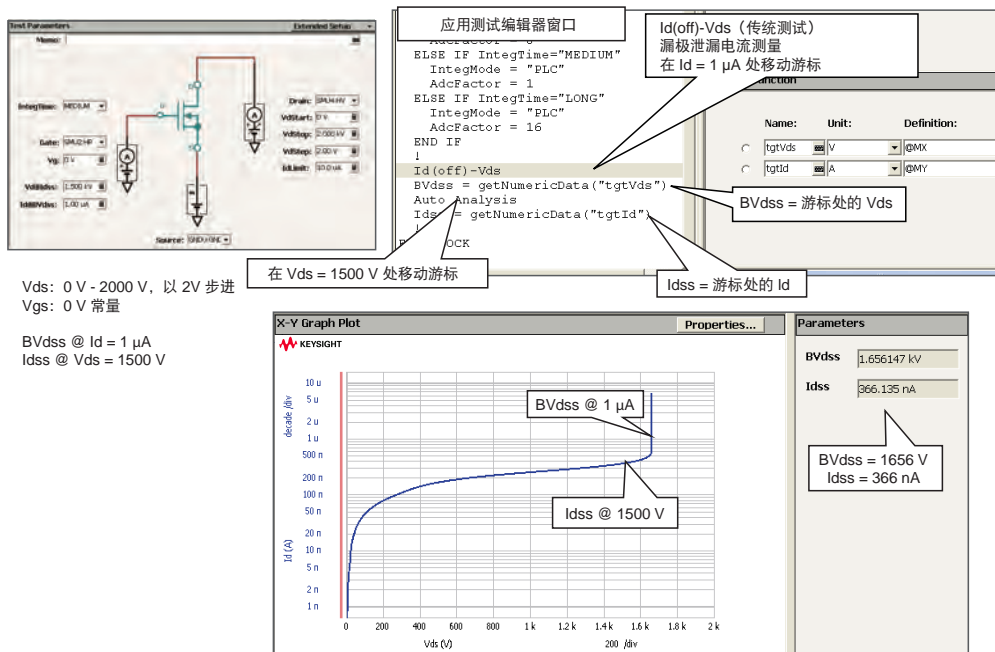 Test Parameters
Extended Setup
Memo:
IntegTime: MEDIUM
Gate: SMU2:HP
Vg: 0 V
Vd@Idss: 1.500 kV
Id@BVdss: 1.00 uA
Drain: SMU4:HV
VdStart: 0 V
VdStop: 2.000 kV
VdStep: 2.00 V
IdLimit: 10.0 uA
Source: GNDU:GND
应用测试编辑器窗口
ELSE IF IntegTime="MEDIUM"
IntegMode = "PLC"
AdcFactor = 1
ELSE IF IntegTime="LONG"
IntegMode = "PLC"
AdcFactor = 16
END IF
!
Id(off)-Vds
BVdss = getNumericData("tgtVds")
Auto Analysis
Idss = getNumericData("tgtId")
Id(off)-Vds（传统测试）
漏极泄漏电流测量
在 Id = 1 µA 处移动游标
Name: Unit: Definition:
tgtVds V @MX
tgtId A @MY
BVdss = 游标处的 Vds
在 Vds = 1500 V 处移动游标
Idss = 游标处的 Id
Vds：0 V - 2000 V，以 2V 步进
Vgs：0 V 常量
BVdss @ Id = 1 µA
Idss @ Vds = 1500 V
X-Y Graph Plot
Properties...
KEYSIGHT
decade /div
Id (A)
10 u
5 u
2 u
1 u
500 n
200 n
100 n
50 n
20 n
10 n
5 n
2 n
1 n
BVdss @ 1 µA
Idss @ 1500 V
0 200 400 600 800 1 k 1.2 k 1.4 k 1.6 k 1.8 k 2 k
Vds (V)
200 /div
Parameters
BVdss 1.656147 kV
Idss 366.135 nA
BVdss = 1656 V
Idss = 366 nA